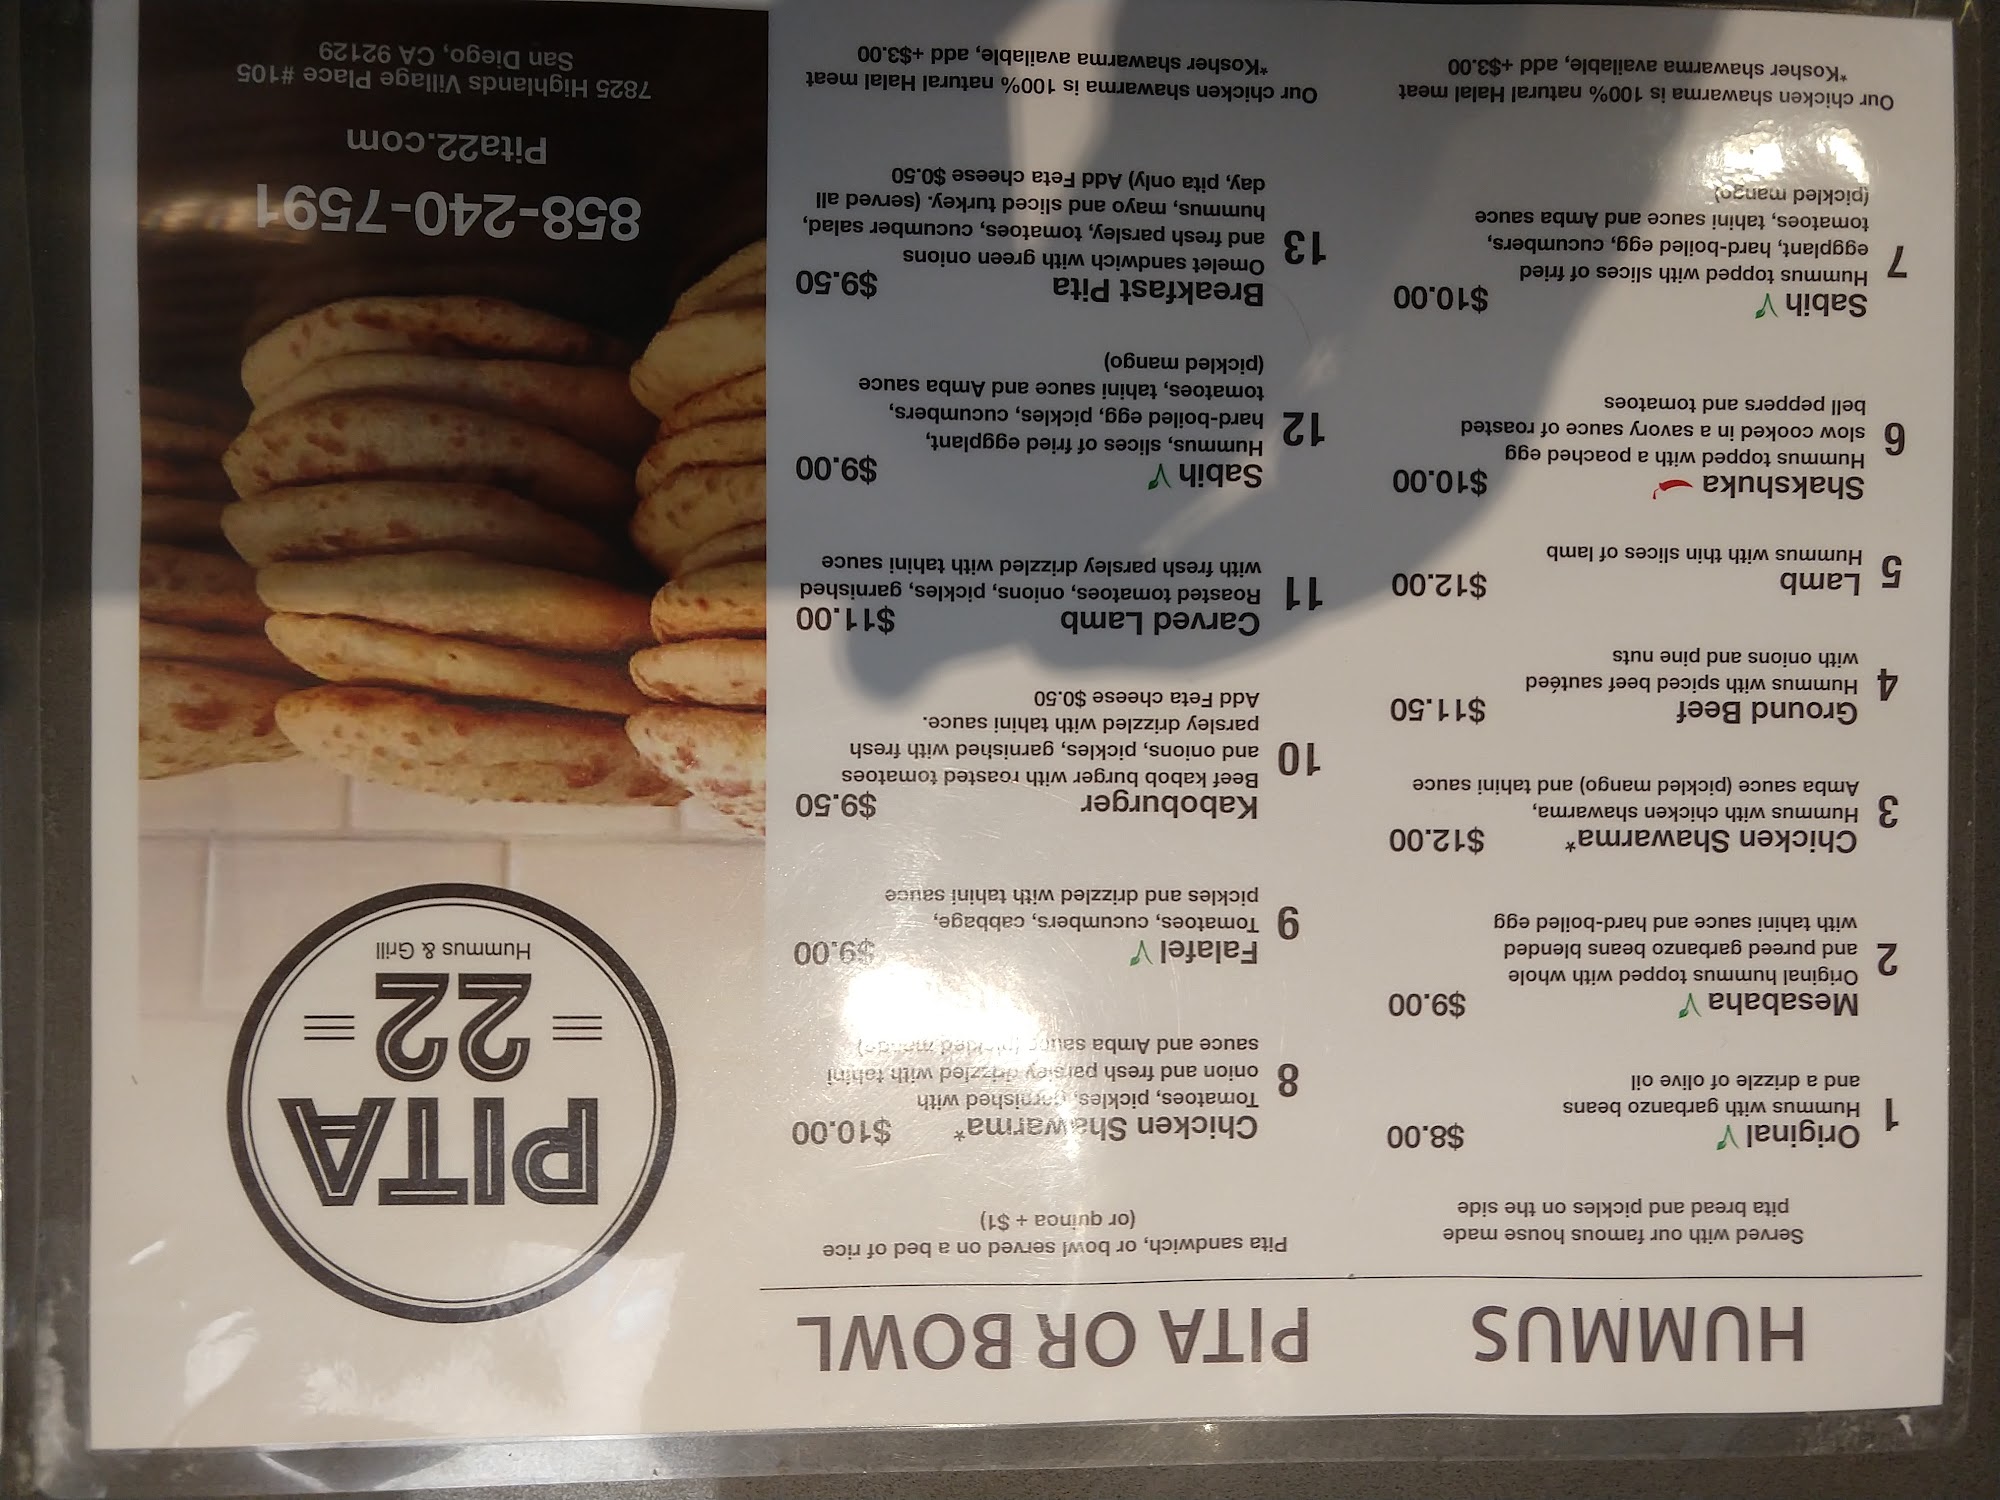 HUMMUS
Served with our famous house made
pita bread and pickles on the side
1
Original $8.00
Hummus with garbanzo beans
and a drizzle of olive oil
2
Mesabaha $9.00
Original hummus topped with whole
and pureed garbanzo beans blended
with tahini sauce and hard-boiled egg
3
Chicken Shawarma* $12.00
Hummus with chicken shawarma,
Amba sauce (pickled mango) and tahini sauce
4
Ground Beef $11.50
Hummus with spiced beef sautéed
with onions and pine nuts
5
Lamb $12.00
Hummus with thin slices of lamb
6
Shakshuka $10.00
Hummus topped with a poached egg
slow cooked in a savory sauce of roasted
bell peppers and tomatoes
7
Sabih $10.00
Hummus topped with slices of fried
eggplant, hard-boiled egg, cucumbers,
tomatoes, tahini sauce and Amba sauce
(pickled mango)
Our chicken shawarma is 100% natural Halal meat
*Kosher shawarma available, add +$3.00
PITA OR BOWL
Pita sandwich, or bowl served on a bed of rice
(or quinoa + $1)
8
Chicken Shawarma* $10.00
Tomatoes, pickles, garnished with
onion and fresh parsley drizzled with tahini
sauce and Amba sauce (pickled mango)
9
Falafel $9.00
Tomatoes, cucumbers, cabbage,
pickles and drizzled with tahini sauce
10
Kaboburger $9.50
Beef kabob burger with roasted tomatoes
and onions, pickles, garnished with fresh
parsley drizzled with tahini sauce.
Add Feta cheese $0.50
11
Carved Lamb $11.00
Roasted tomatoes, onions, pickles, garnished
with fresh parsley drizzled with tahini sauce
12
Sabih $9.00
Hummus, slices of fried eggplant,
hard-boiled egg, pickles, cucumbers,
tomatoes, tahini sauce and Amba sauce
(pickled mango)
13
Breakfast Pita $9.50
Omelet sandwich with green onions
and fresh parsley, tomatoes, cucumber salad,
hummus, mayo and sliced turkey. (served all
day, pita only) Add Feta cheese $0.50
Our chicken shawarma is 100% natural Halal meat
*Kosher shawarma available, add +$3.00
PITA
22
Hummus & Grill
858-240-7591
Pita22.com
7825 Highlands Village Place #105
San Diego, CA 92129